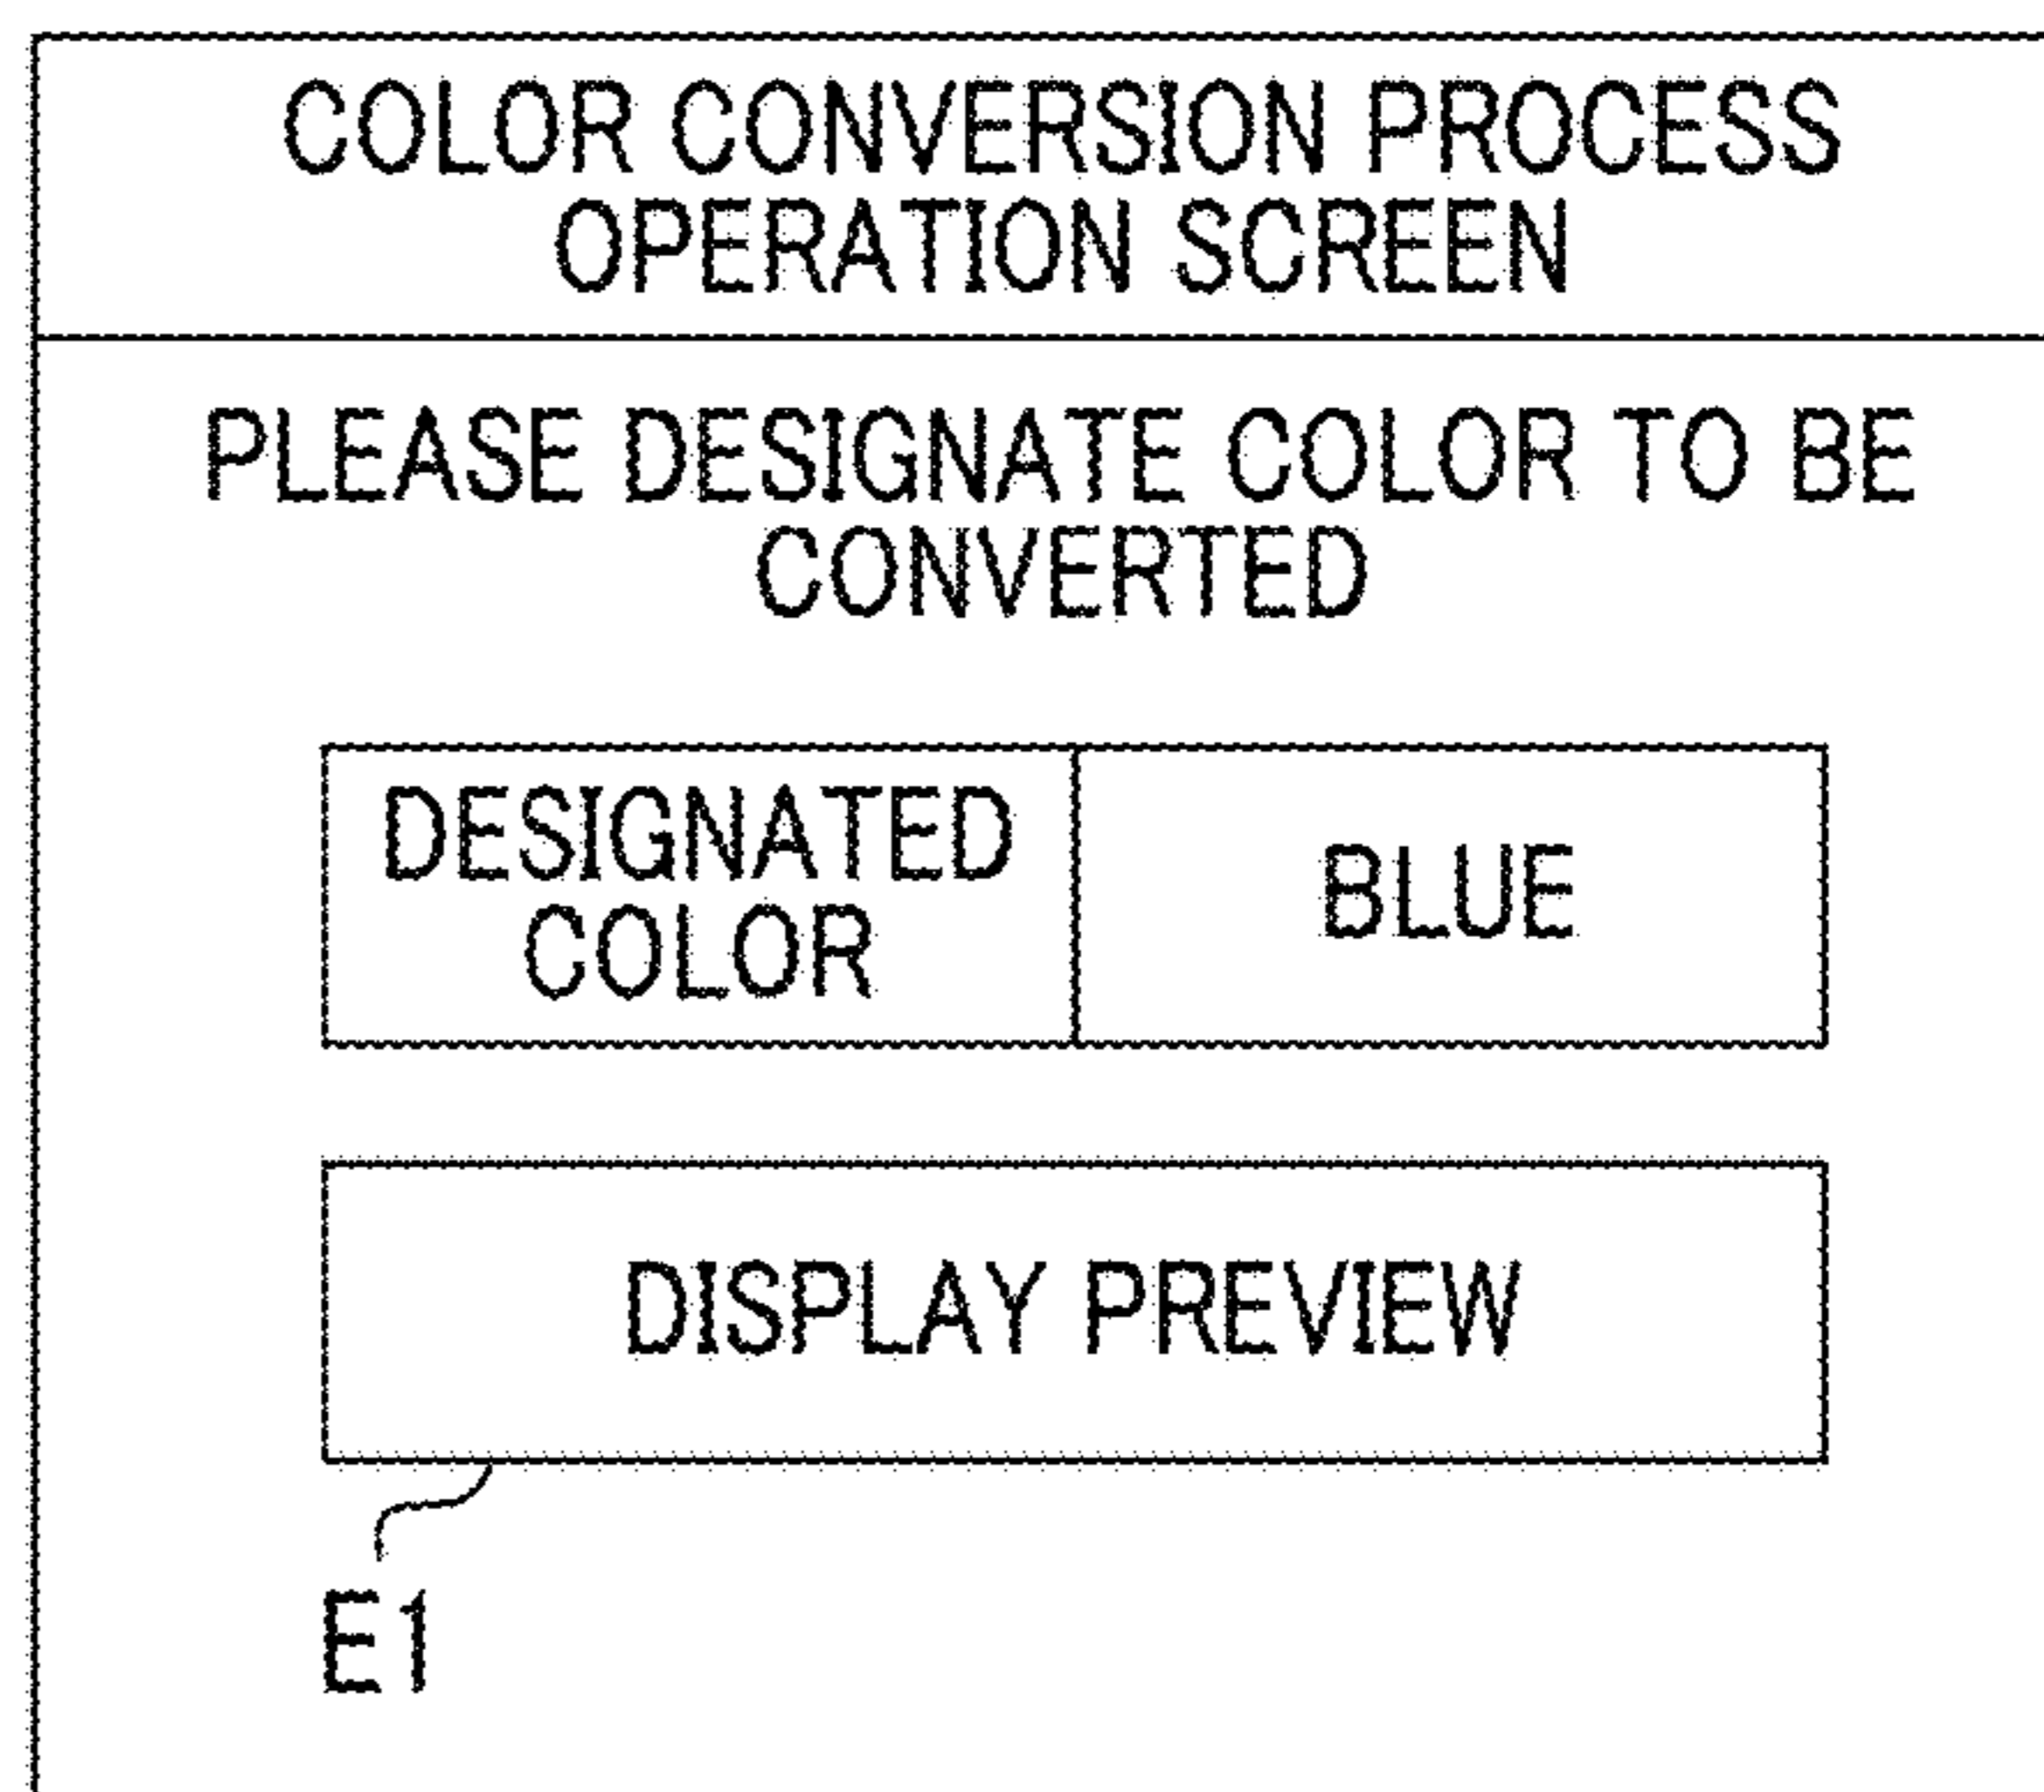 COLOR CONVERSION PROCESS
OPERATION SCREEN
PLEASE DESIGNATE COLOR TO BE
CONVERTED
DESIGNATED
COLOR
BLUE
DISPLAY PREVIEW
E1